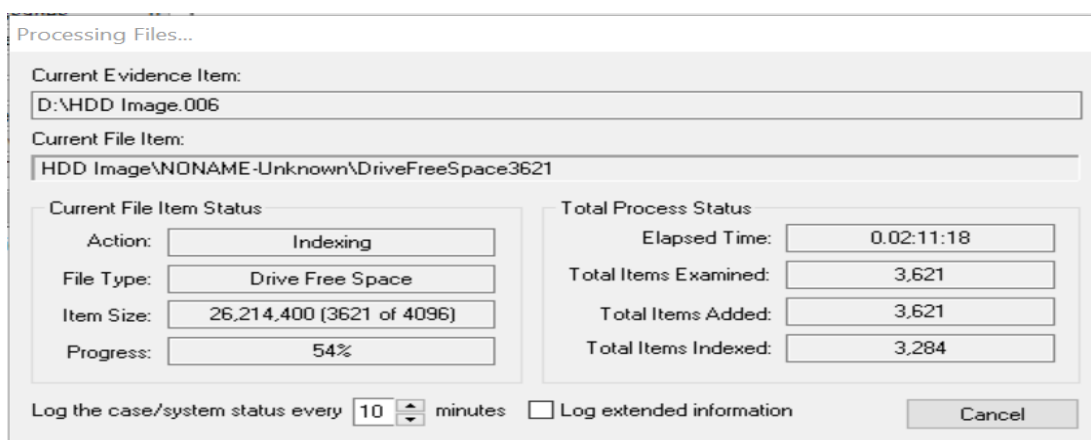 Processing Files...
Current Evidence Item:
D:\HDD Image.006
Current File Item:
HDD Image\NONAME-Unknown\DriveFreeSpace3621
Current File Item Status
Action: Indexing
File Type: Drive Free Space
Item Size: 26,214,400 (3621 of 4096)
Progress: 54%
Total Process Status
Elapsed Time: 0.02:11:18
Total Items Examined: 3,621
Total Items Added: 3,621
Total Items Indexed: 3,284
Log the case/system status every 10 minutes Log extended information Cancel